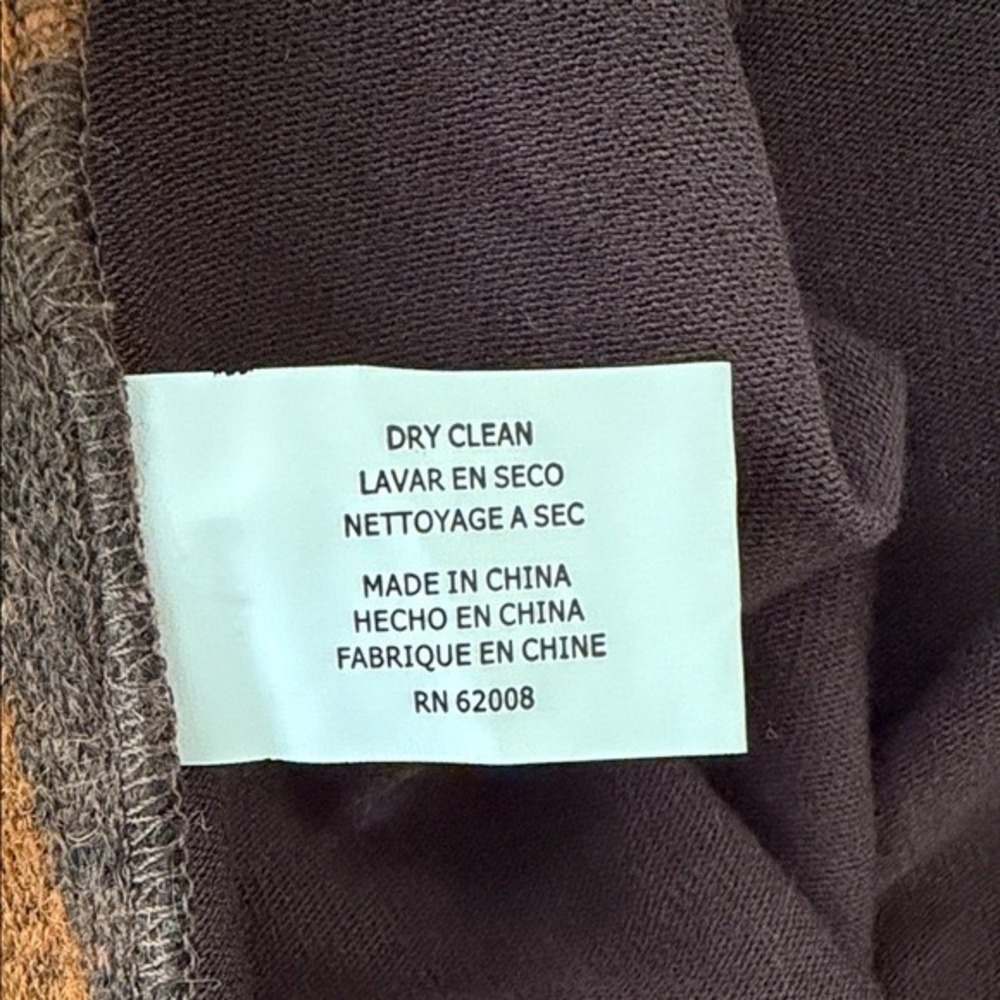 DRY CLEAN
LAVAR EN SECO
NETTOYAGE A SEC
MADE IN CHINA
HECHO EN CHINA
FABRIQUE EN CHINE
RN 62008